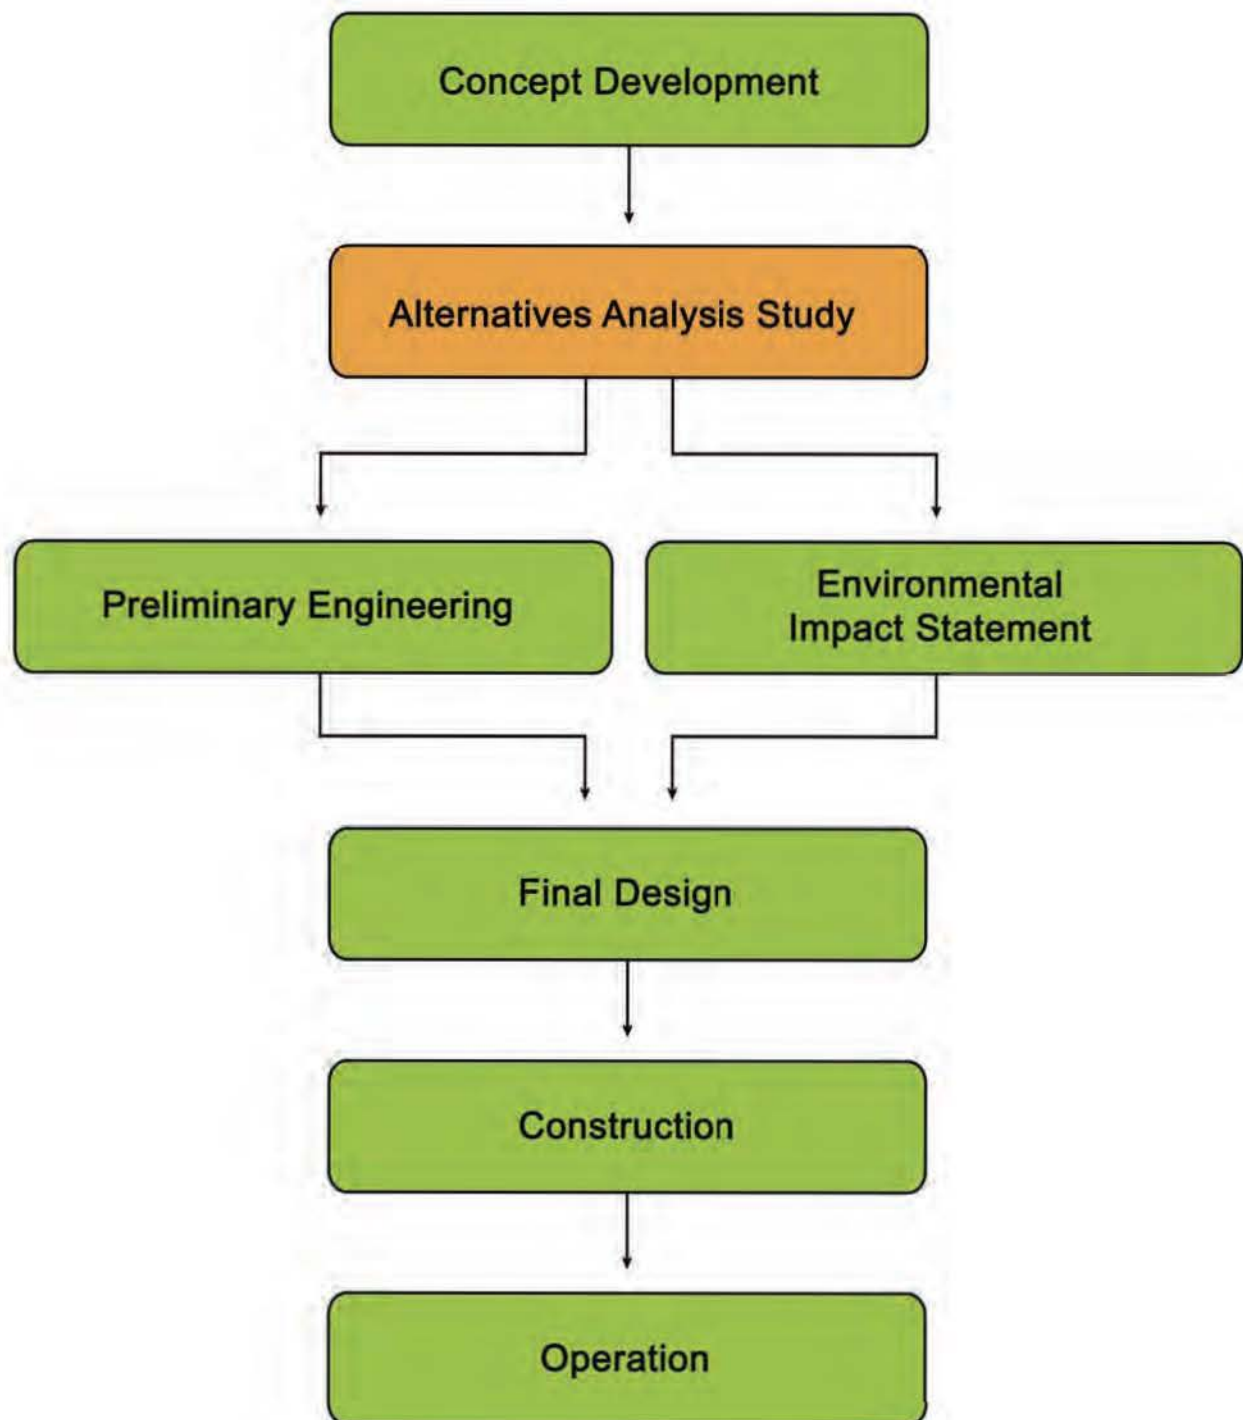 Concept Development
Alternatives Analysis Study
Preliminary Engineering
Environmental
Impact Statement
Final Design
Construction
Operation